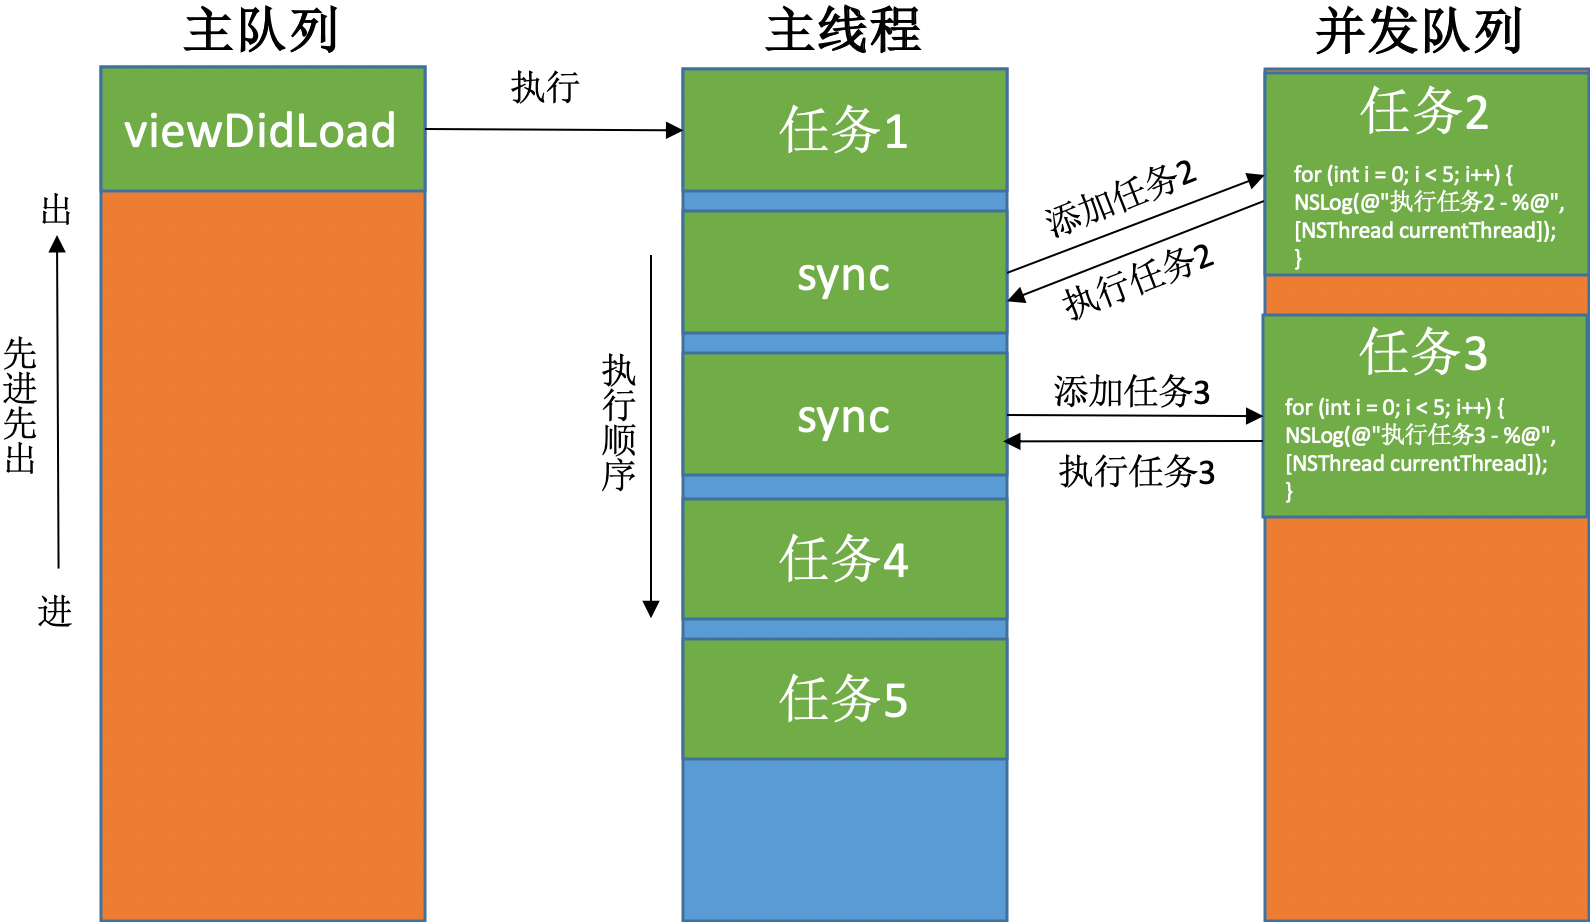 主队列
主线程
并发队列
viewDidLoad
执行
任务1
任务2
for (int i = 0; i < 5; i++) {
NSLog(@"执行任务2 - %@",
[NSThread currentThread]);
}
添加任务2
执行任务2
sync
出
先进先出
进
执行顺序
sync
添加任务3
执行任务3
任务3
for (int i = 0; i < 5; i++) {
NSLog(@"执行任务3 - %@",
[NSThread currentThread]);
}
任务4
任务5